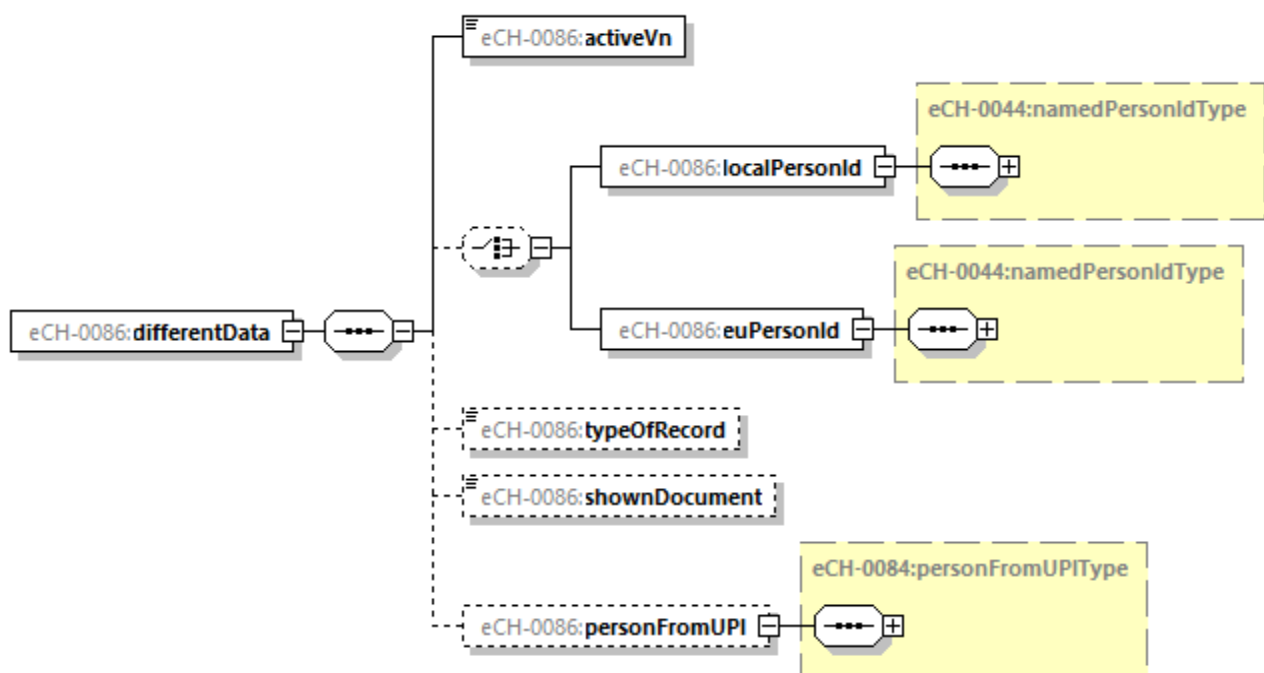 eCH-0086:activeVn
eCH-0044:namedPersonIdType
eCH-0086:localPersonId
eCH-0044:namedPersonIdType
eCH-0086:differentData
eCH-0086:euPersonId
eCH-0086:typeOfRecord
eCH-0086:shownDocument
eCH-0084:personFromUPIType
eCH-0086:personFromUPI